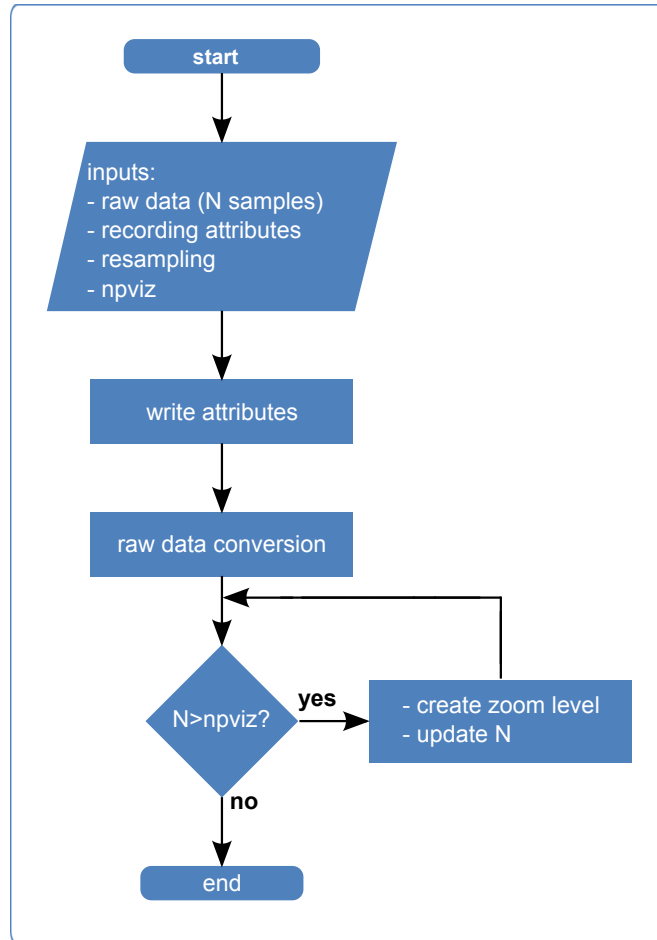 start
inputs:
- raw data (N samples)
- recording attributes
- resampling
- npviz
write attributes
raw data conversion
N>npviz?
yes
- create zoom level
- update N
no
end